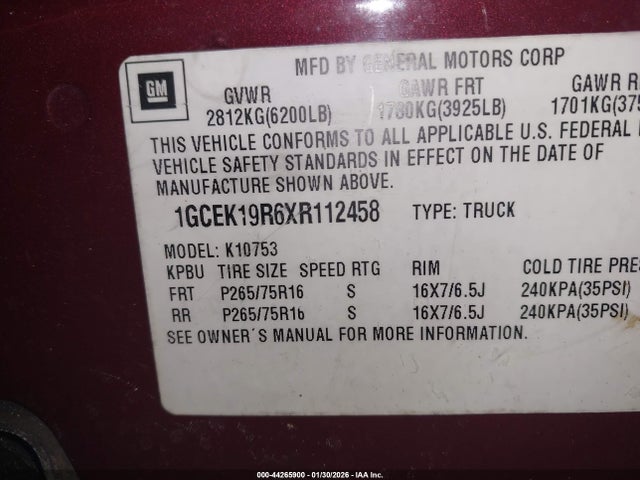 MFD BY GENERAL MOTORS CORP
GM
GVWR GAWR FRT GAWR
2812KG(6200LB) 1780KG(3925LB) 1701KG(
THIS VEHICLE CONFORMS TO ALL APPLICABLE U.S. FEDERAL
VEHICLE SAFETY STANDARDS IN EFFECT ON THE DATE OF
MANUFACTURE SHOWN ABOVE.
1GCEK19R6XR112458 TYPE: TRUCK
MODEL: K10753
KPBU TIRE SIZE SPEED RTG RIM COLD TIRE PRE
FRT P265/75R16 S 16X7/6.5J 240KPA(35PSI)
RR P265/75R16 S 16X7/6.5J 240KPA(35PSI)
SEE OWNER'S MANUAL FOR MORE INFORMATION.
000-44265900 - 01/30/2026 - IAA Inc.